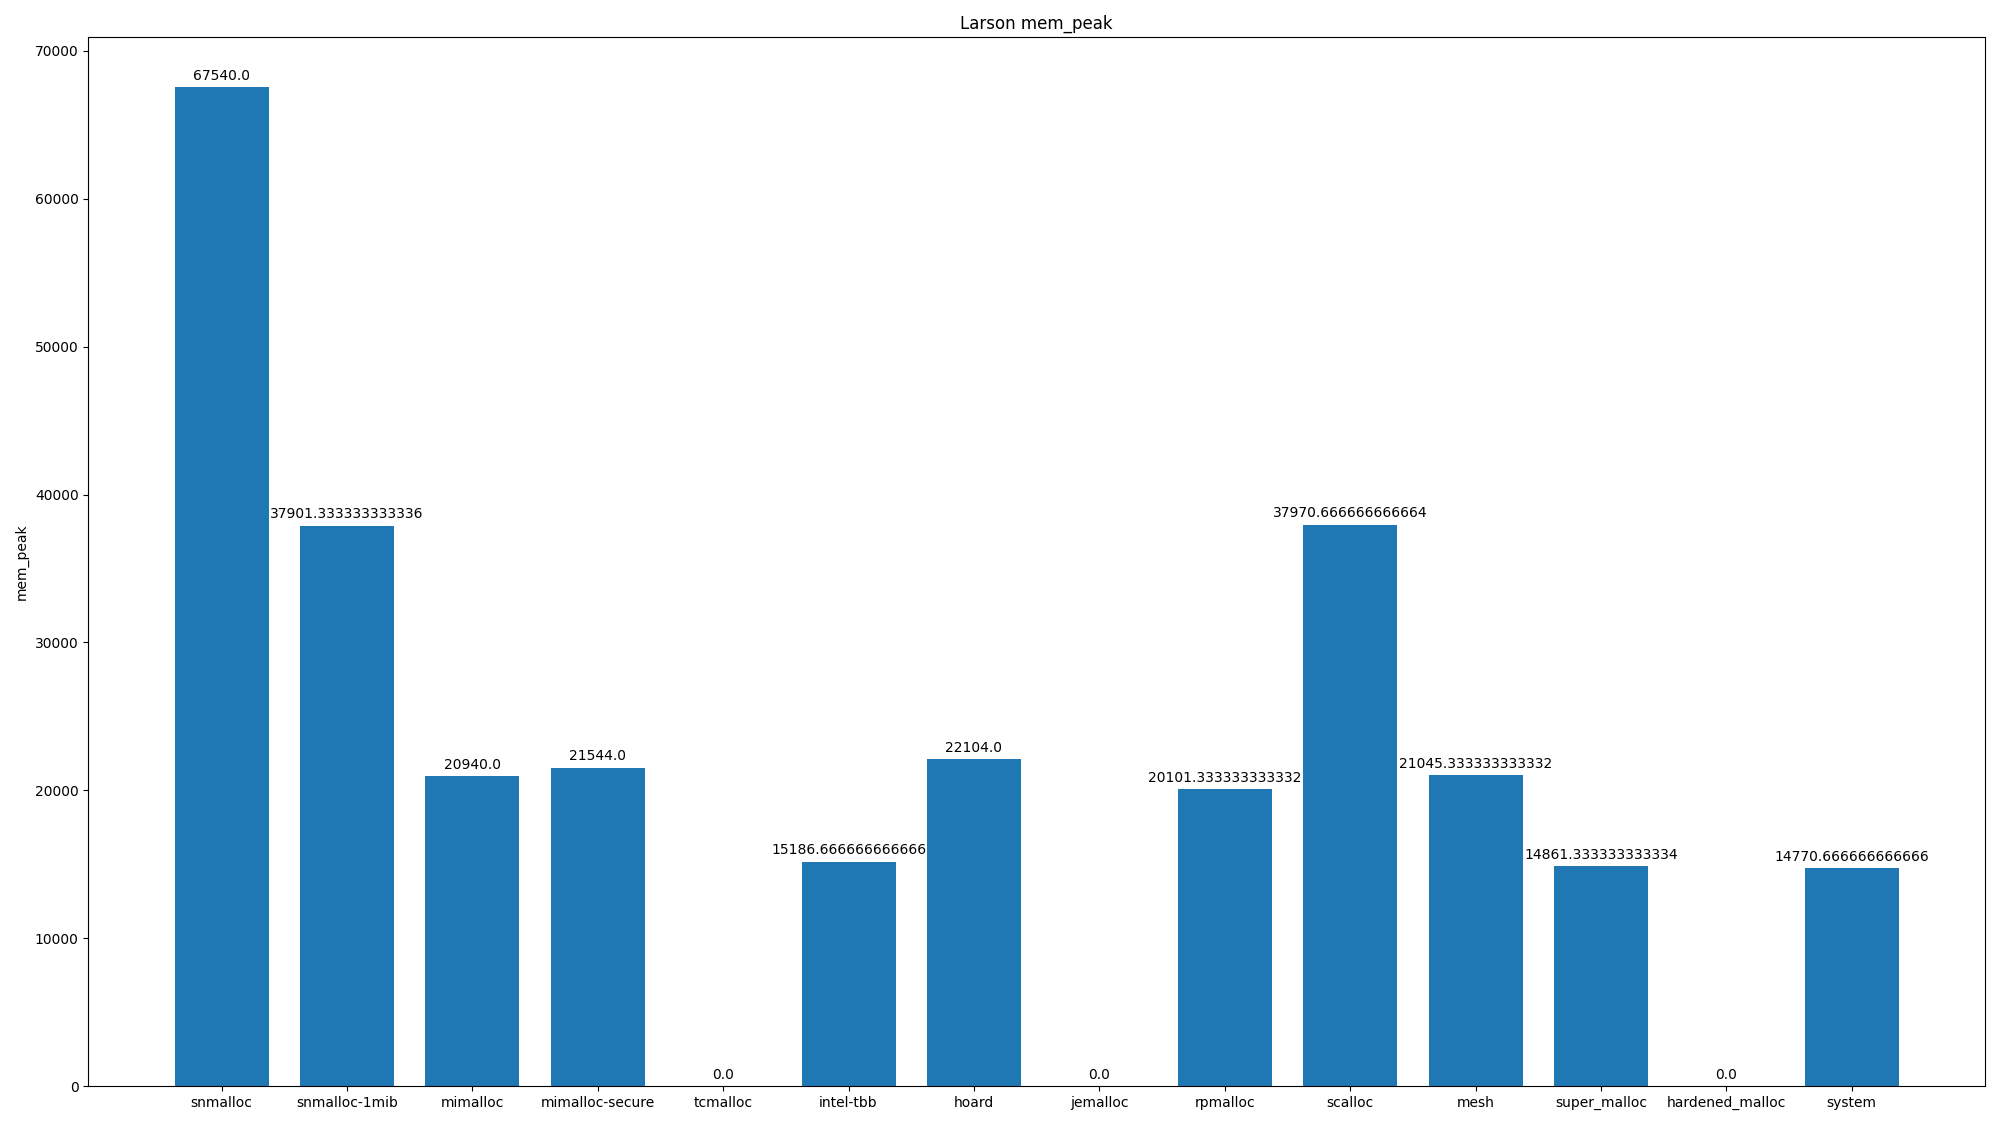 Larson mem_peak
mem_peak
70000
60000
50000
40000
30000
20000
10000
0
67540.0
37901.333333333336
20940.0
21544.0
0.0
15186.666666666666
22104.0
0.0
20101.333333333332
37970.666666666664
21045.333333333332
14861.333333333334
0.0
14770.666666666666
snmalloc
snmalloc-1mib
mimalloc
mimalloc-secure
tcmalloc
intel-tbb
hoard
jemalloc
rpmalloc
scalloc
mesh
super_malloc
hardened_malloc
system